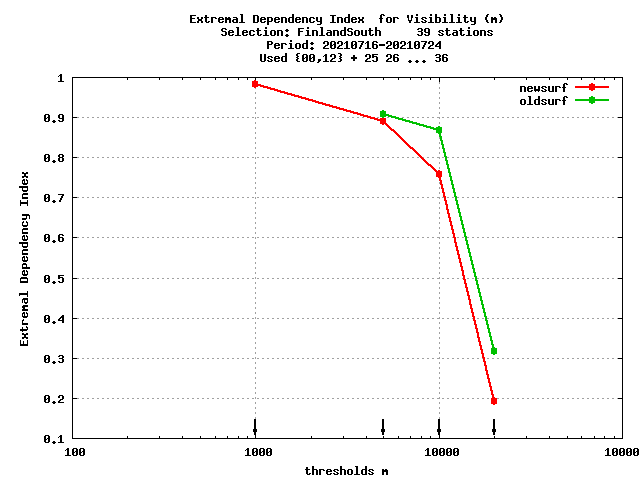 Extremal Dependency Index  for Visibility (m)
Selection: FinlandSouth     39 stations
Period: 20210716-20210724
Used {00,12} + 25 26 ... 36
newsurf
oldsurf
1
0.9
0.8
0.7
0.6
0.5
0.4
0.3
0.2
0.1
Extremal Dependency Index
100 1000 10000 10000
thresholds m